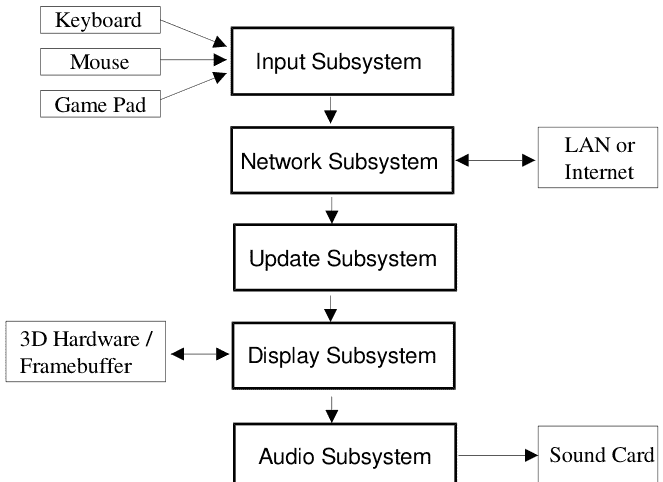 Keyboard
Mouse
Game Pad
Input Subsystem
Network Subsystem
LAN or
Internet
Update Subsystem
3D Hardware /
Framebuffer
Display Subsystem
Audio Subsystem
Sound Card